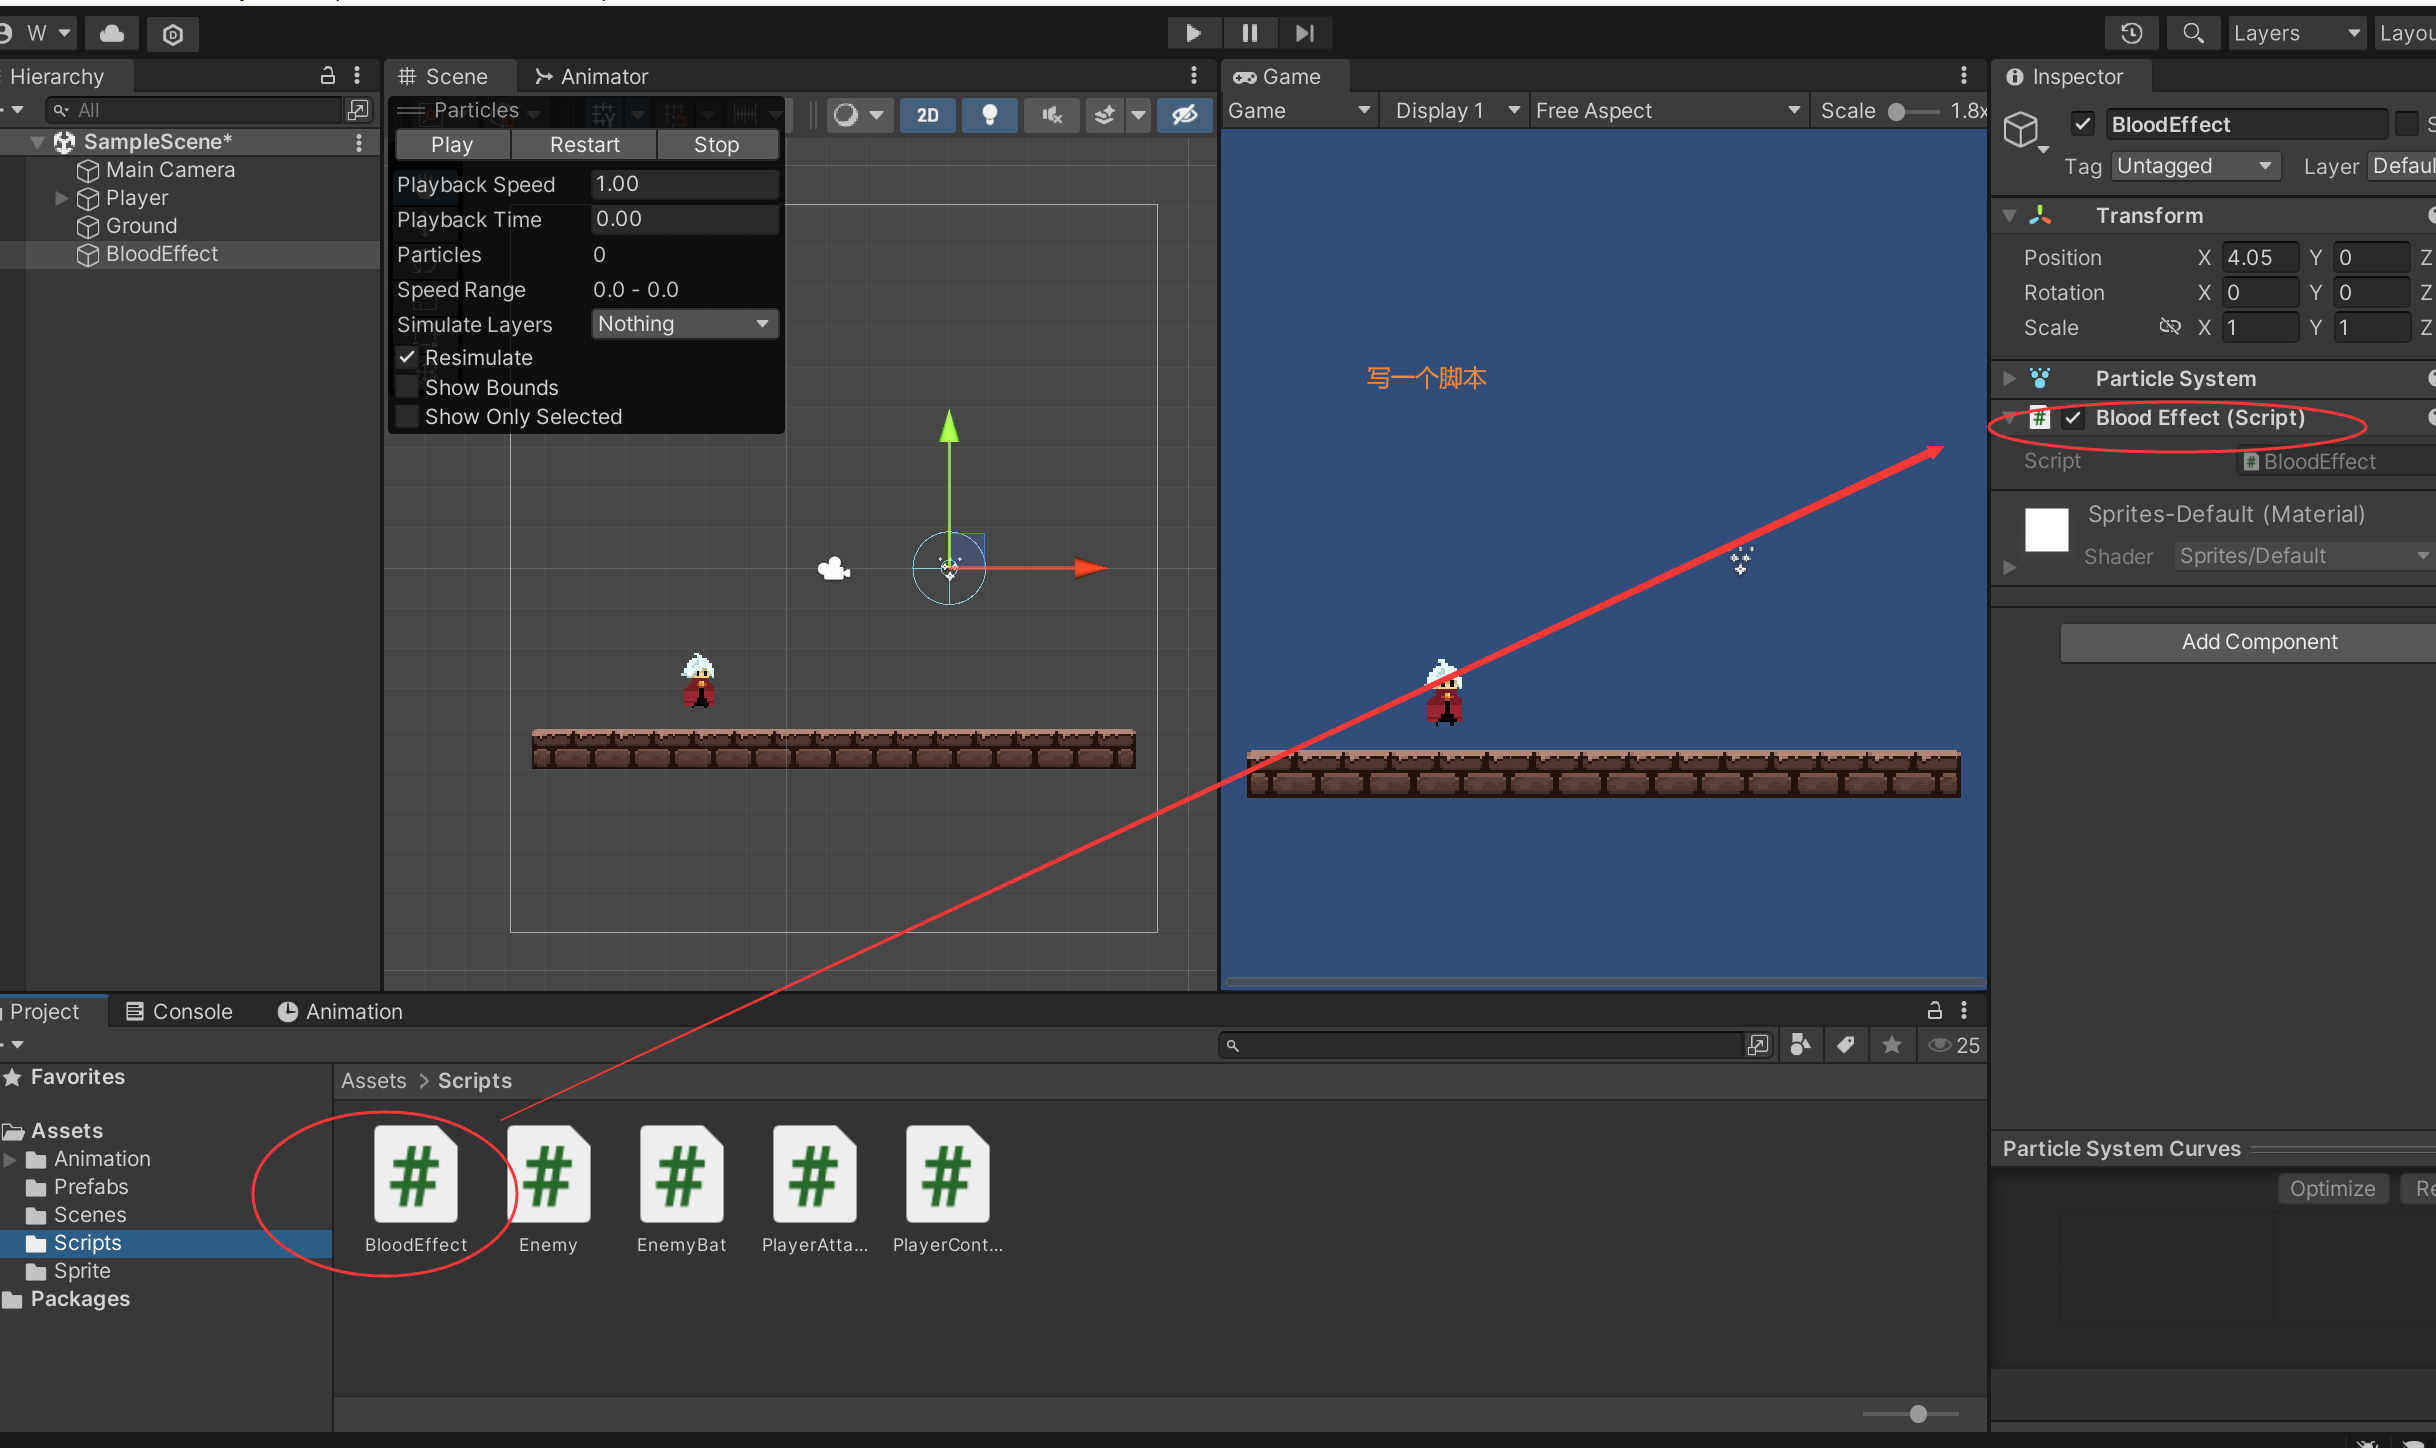 W
Layers
Layou
Hierarchy
All
SampleScene*
Main Camera
Player
Ground
BloodEffect
Scene
Animator
2D
Particles
Play
Restart
Stop
Playback Speed
1.00
Playback Time
0.00
Particles
0
Speed Range
0.0 - 0.0
Simulate Layers
Nothing
Resimulate
Show Bounds
Show Only Selected
Game
Game
Display 1
Free Aspect
Scale
1.8x
写一个脚本
Inspector
BloodEffect
S
Tag
Untagged
Layer
Defaul
Transform
Position
X
4.05
Y
0
Z
Rotation
X
0
Y
0
Z
Scale
X
1
Y
1
Z
Particle System
Blood Effect (Script)
Script
BloodEffect
Sprites-Default (Material)
Shader
Sprites/Default
Add Component
Particle System Curves
Optimize
Re
Project
Console
Animation
25
Favorites
Assets
Animation
Prefabs
Scenes
Scripts
Sprite
Packages
Assets > Scripts
BloodEffect
Enemy
EnemyBat
PlayerAtta...
PlayerCont...